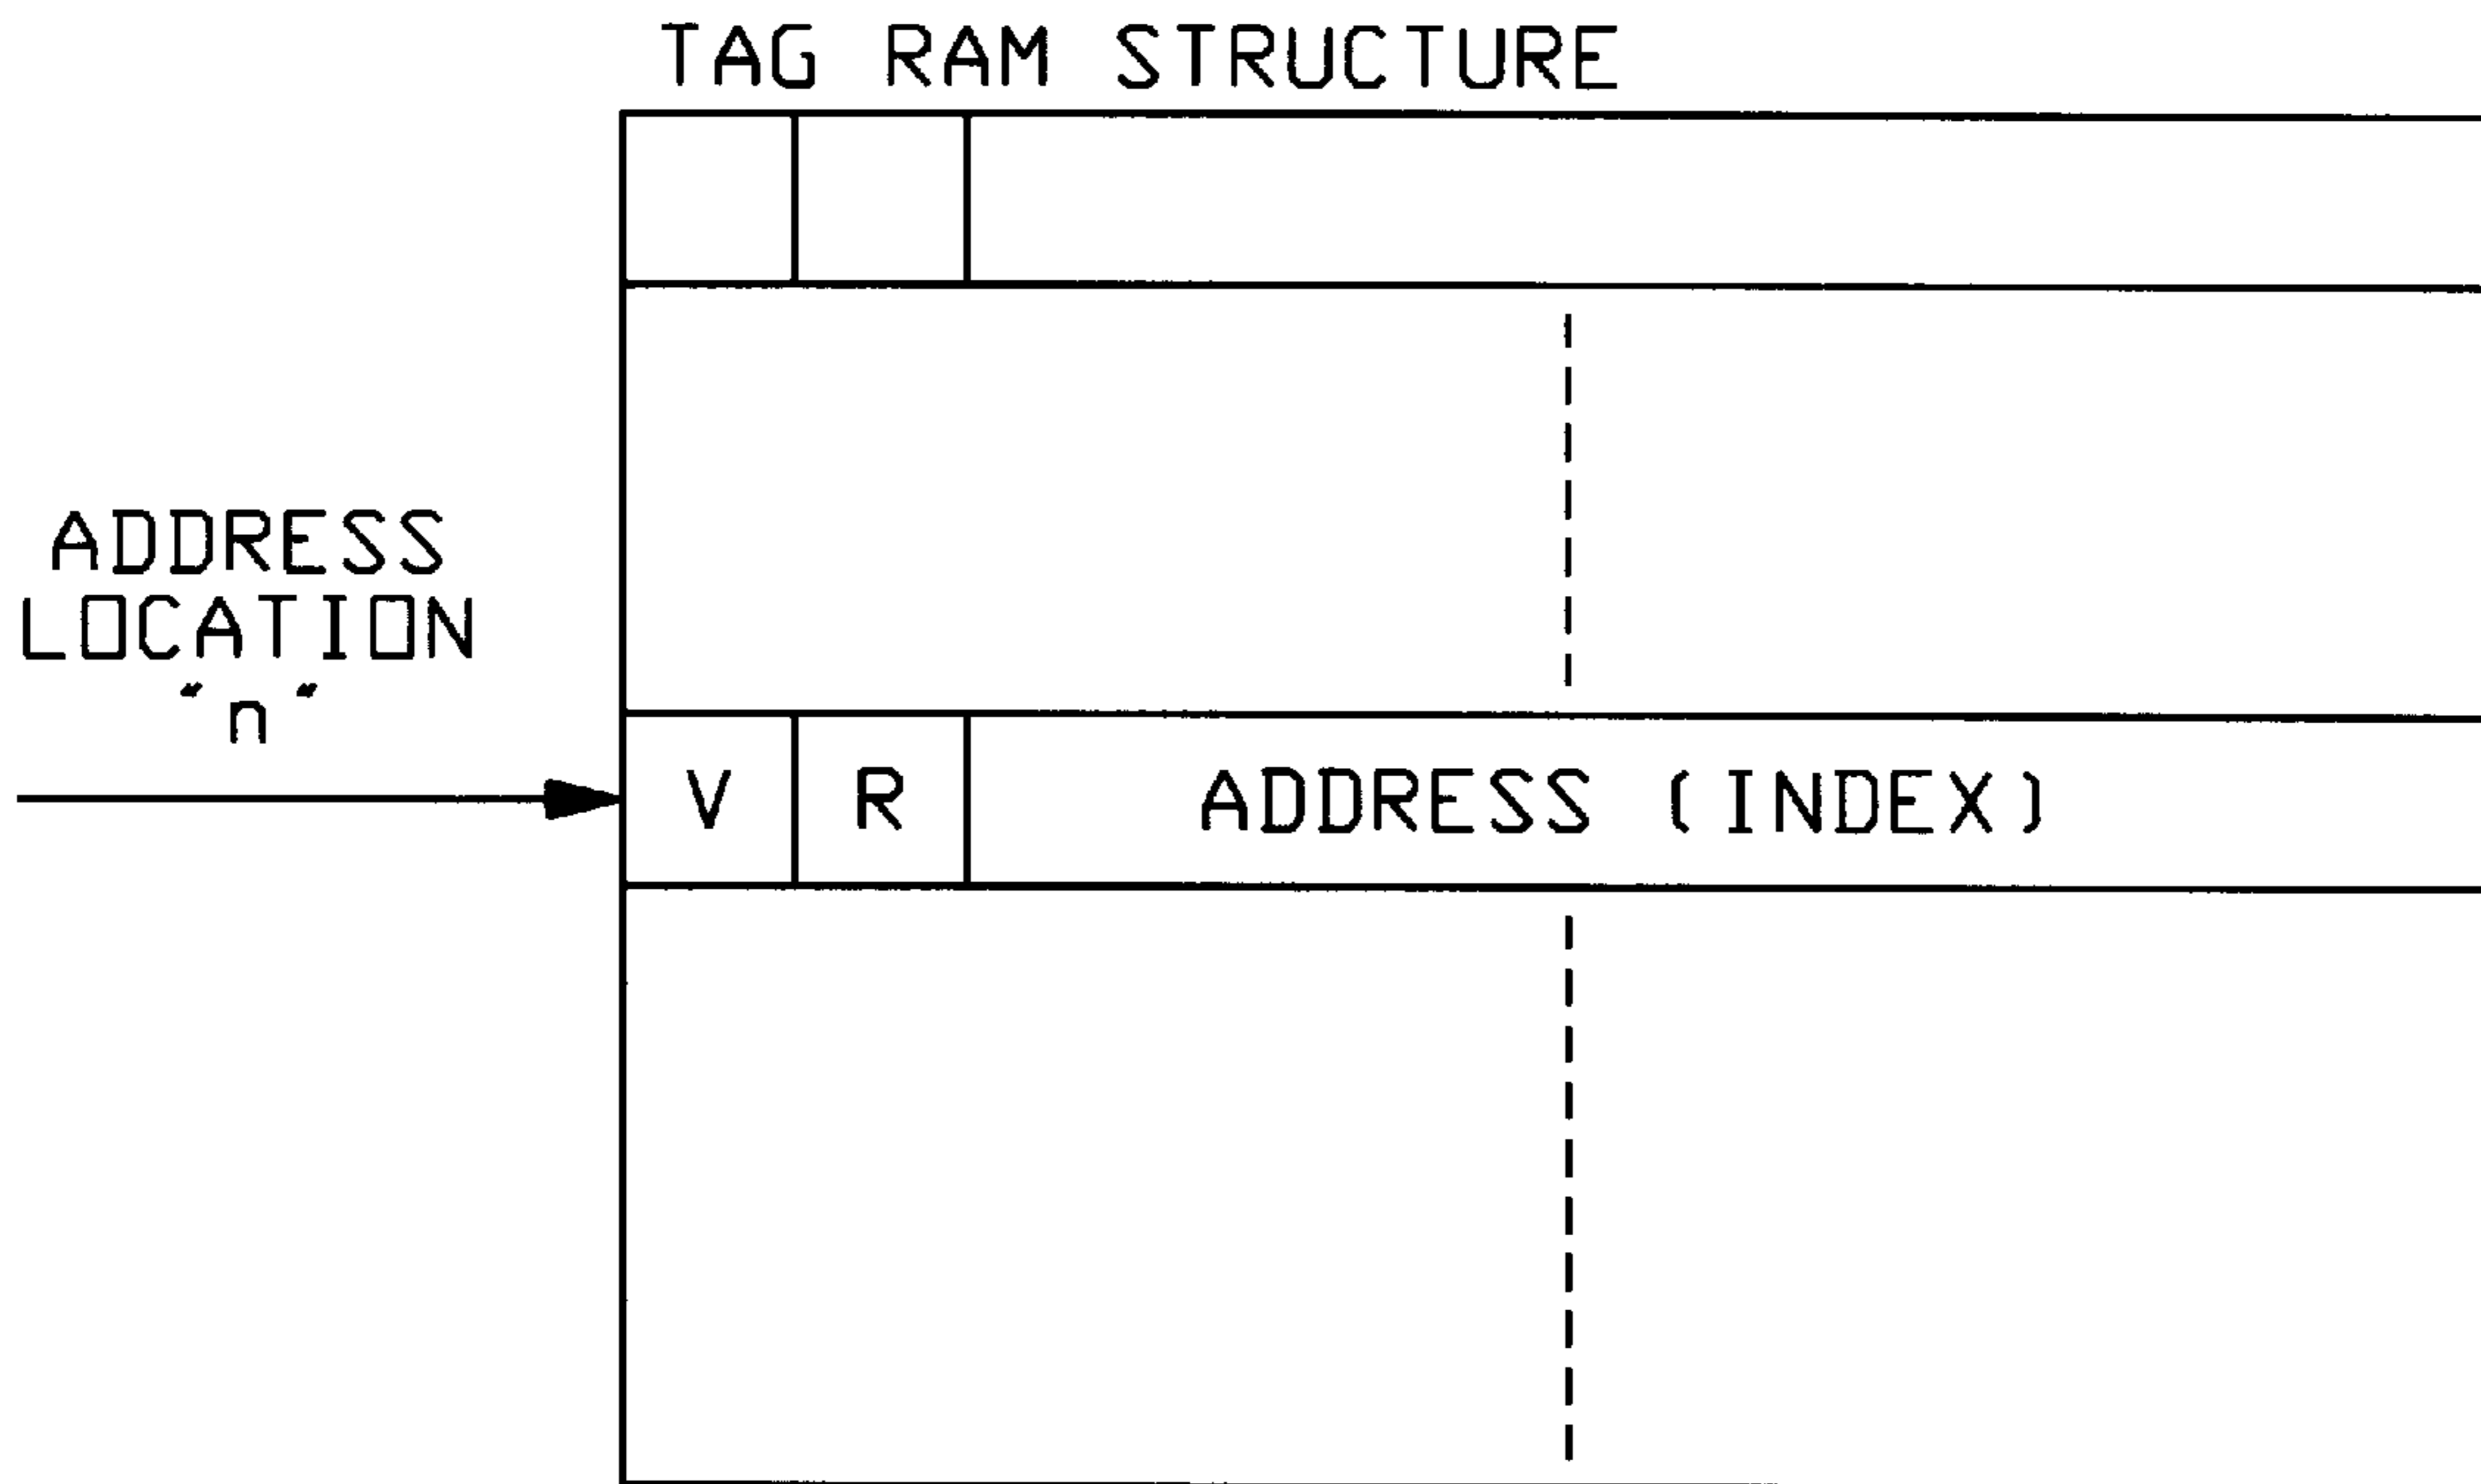 TAG RAM STRUCTURE
ADDRESS
LOCATION
"n"
V R ADDRESS (INDEX)